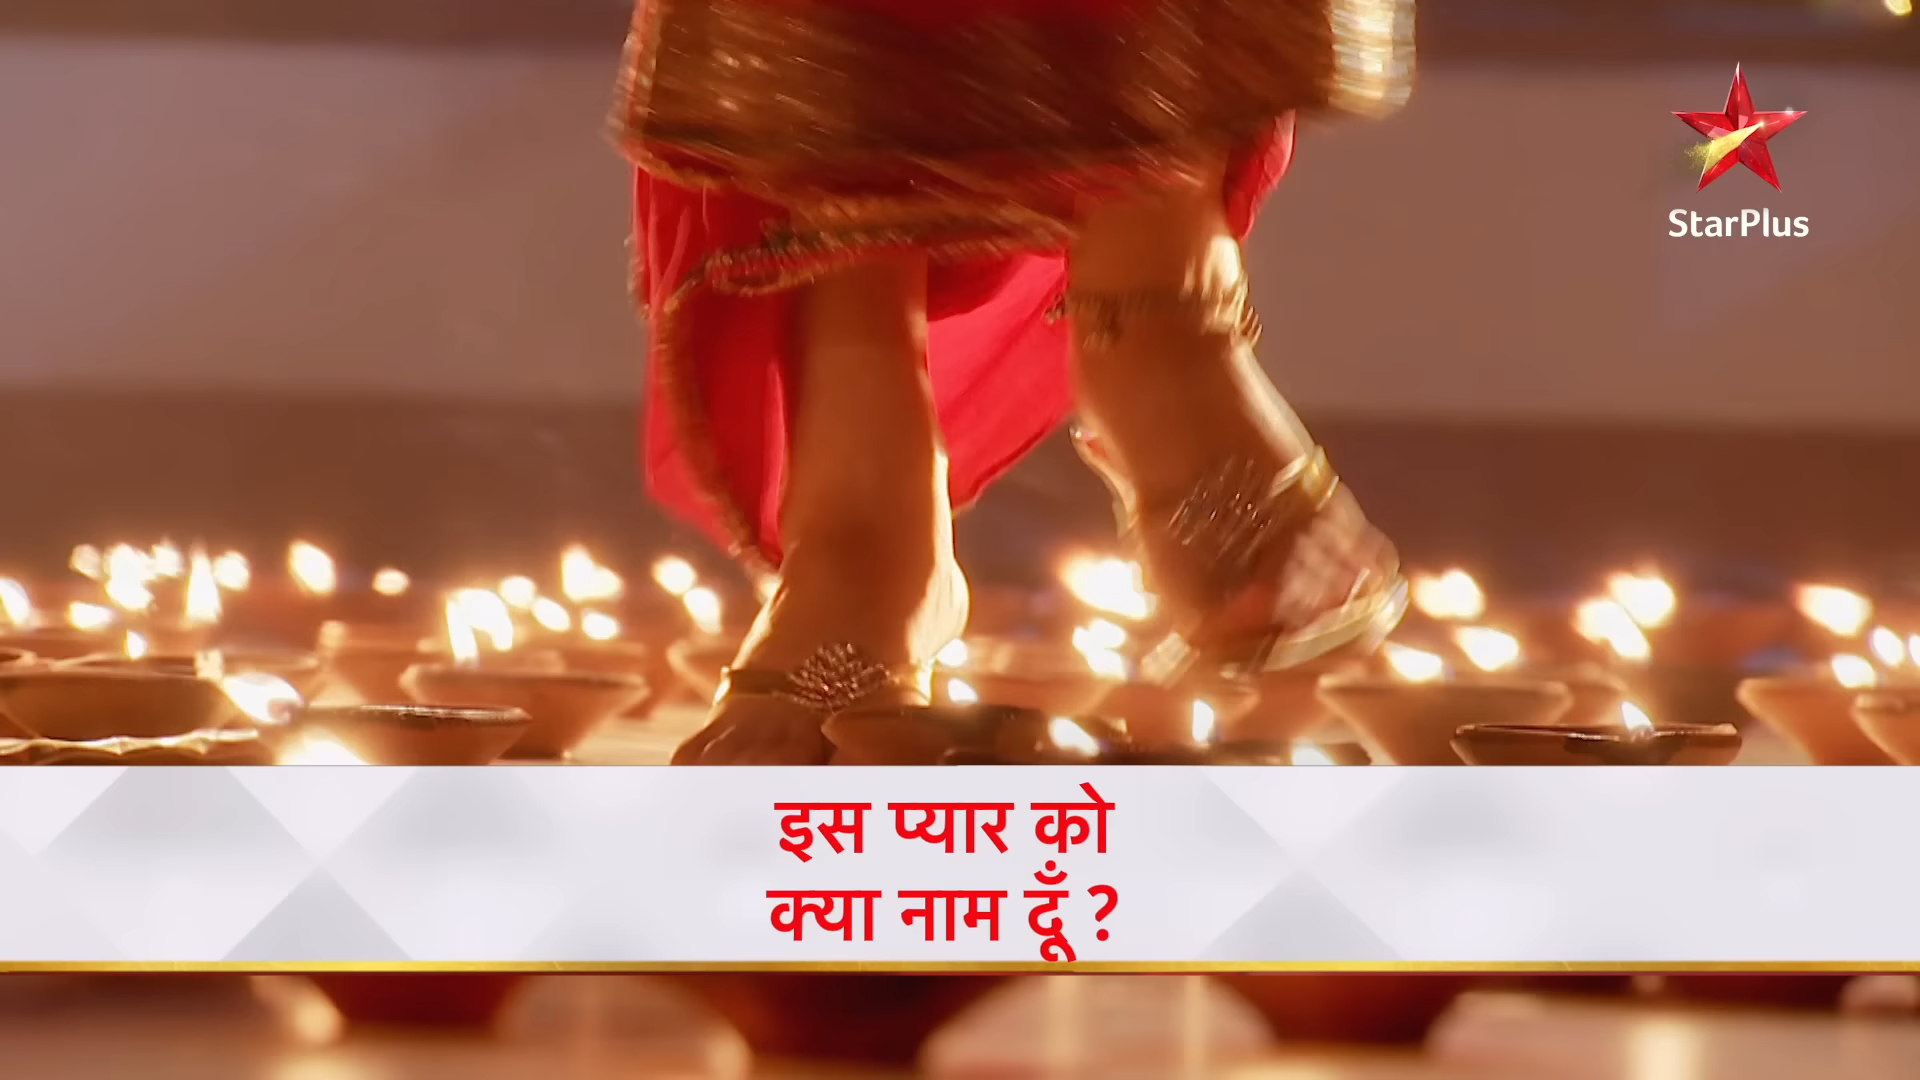 StarPlus
इस प्यार को
क्या नाम दूँ ?